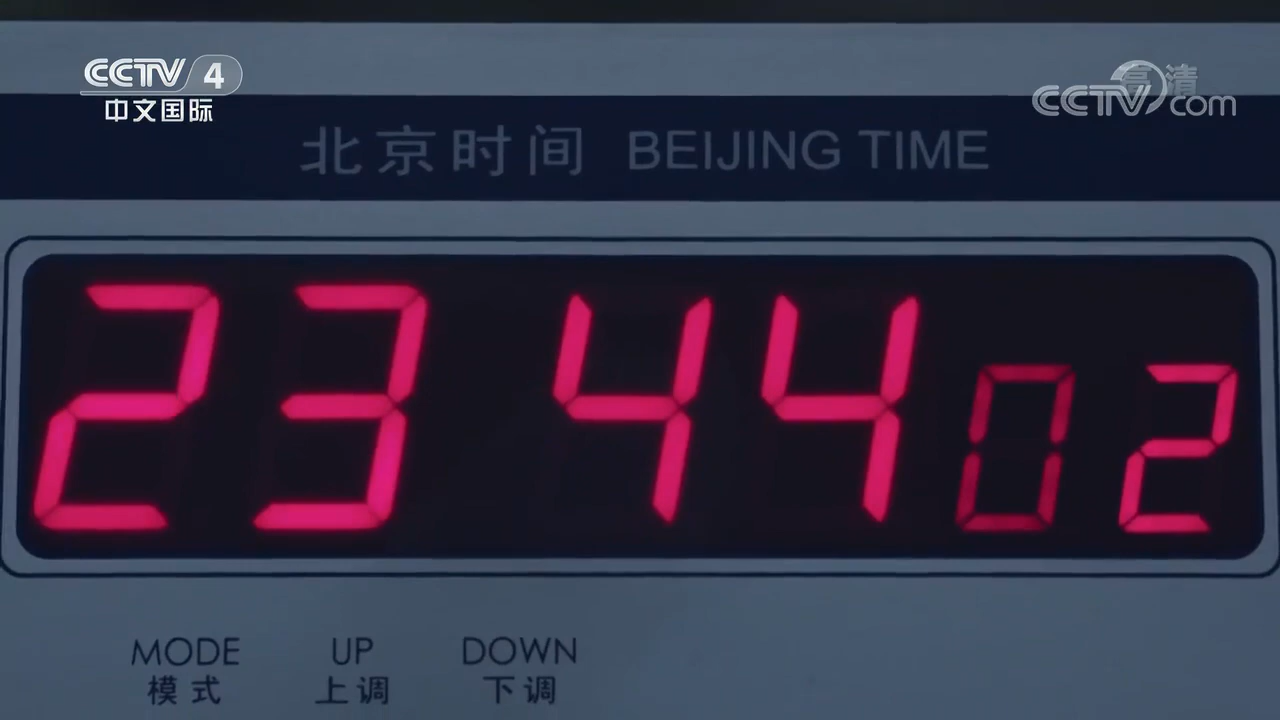 CCTV 4
中文国际
高清
CCTV.com
北京时间 BEIJING TIME
23 44 02
MODE UP DOWN
模式 上调 下调